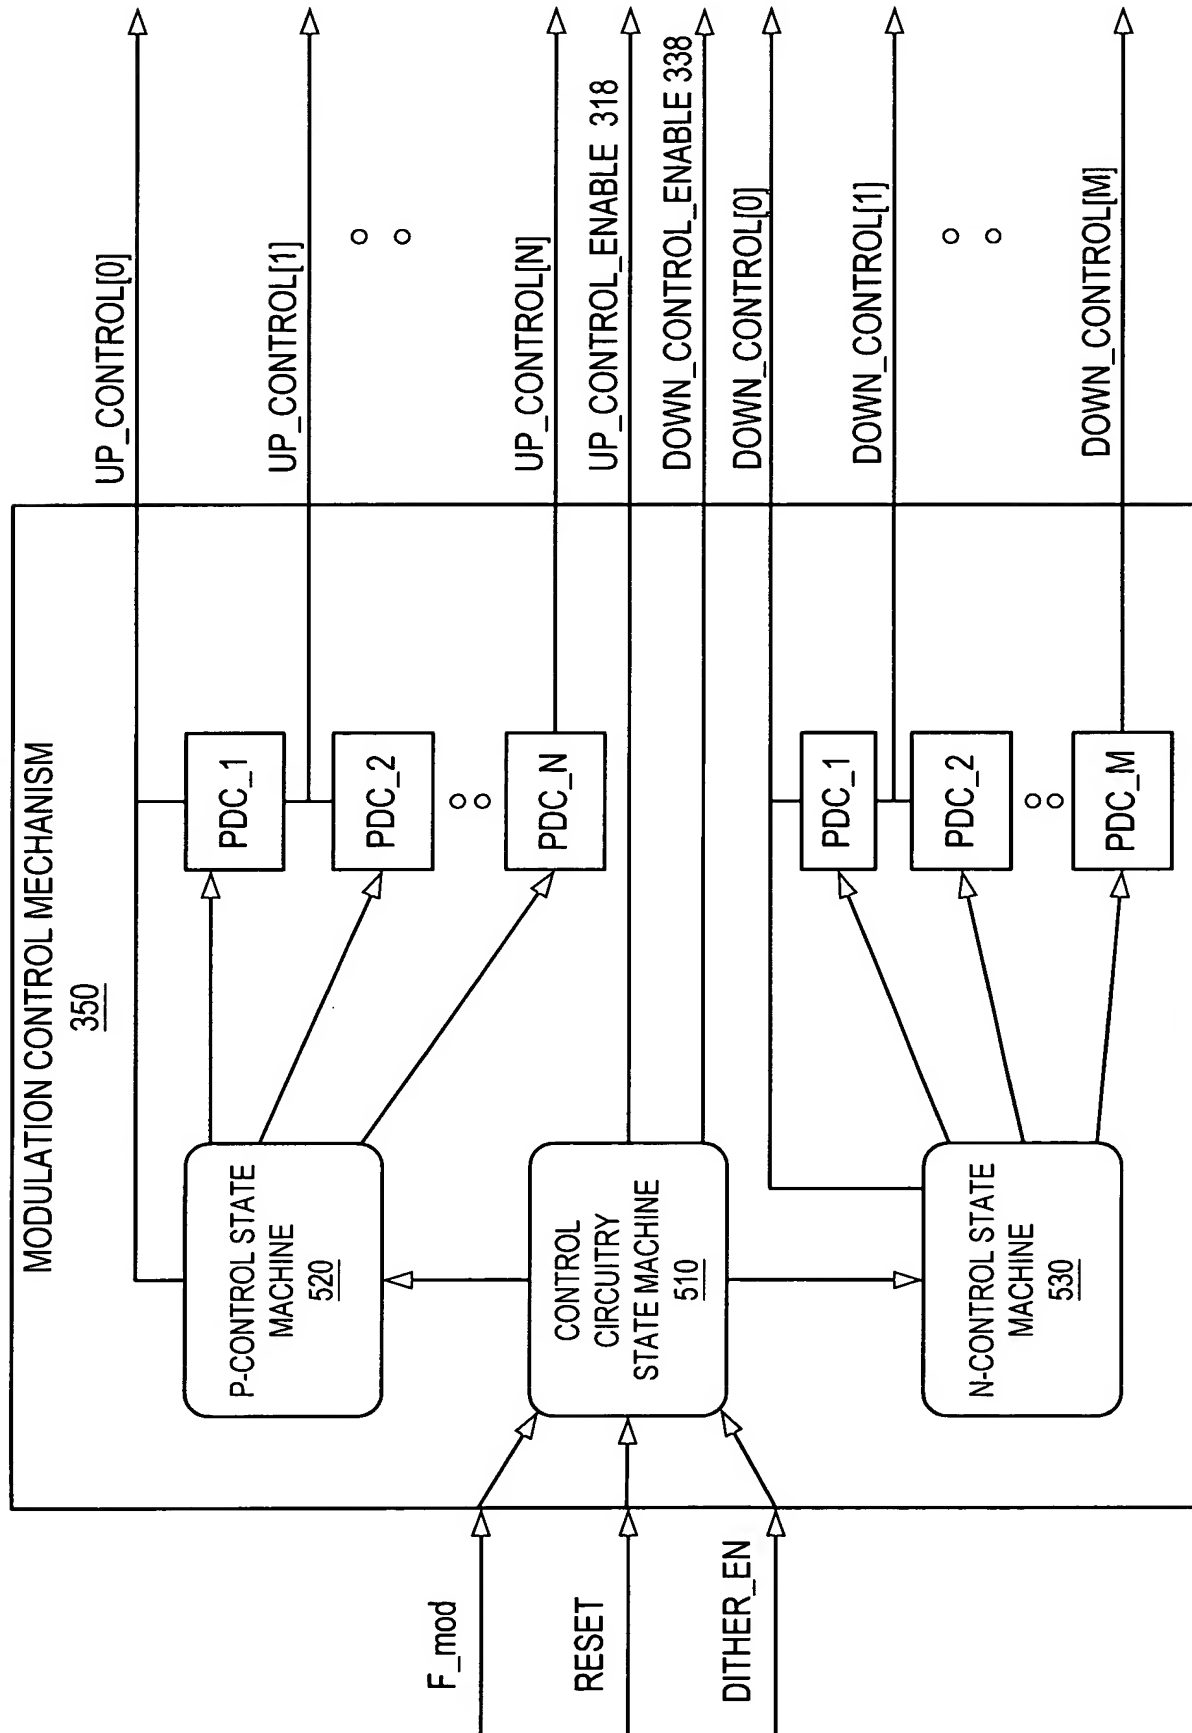 MODULATION CONTROL MECHANISM
350
F_mod
RESET
DITHER_EN
P-CONTROL STATE
MACHINE
520
CONTROL
CIRCUITRY
STATE MACHINE
510
N-CONTROL STATE
MACHINE
530
PDC_1
PDC_2
PDC_N
PDC_1
PDC_2
PDC_M
UP_CONTROL[0]
UP_CONTROL[1]
UP_CONTROL[N]
UP_CONTROL_ENABLE 318
DOWN_CONTROL_ENABLE 338
DOWN_CONTROL[0]
DOWN_CONTROL[1]
DOWN_CONTROL[M]